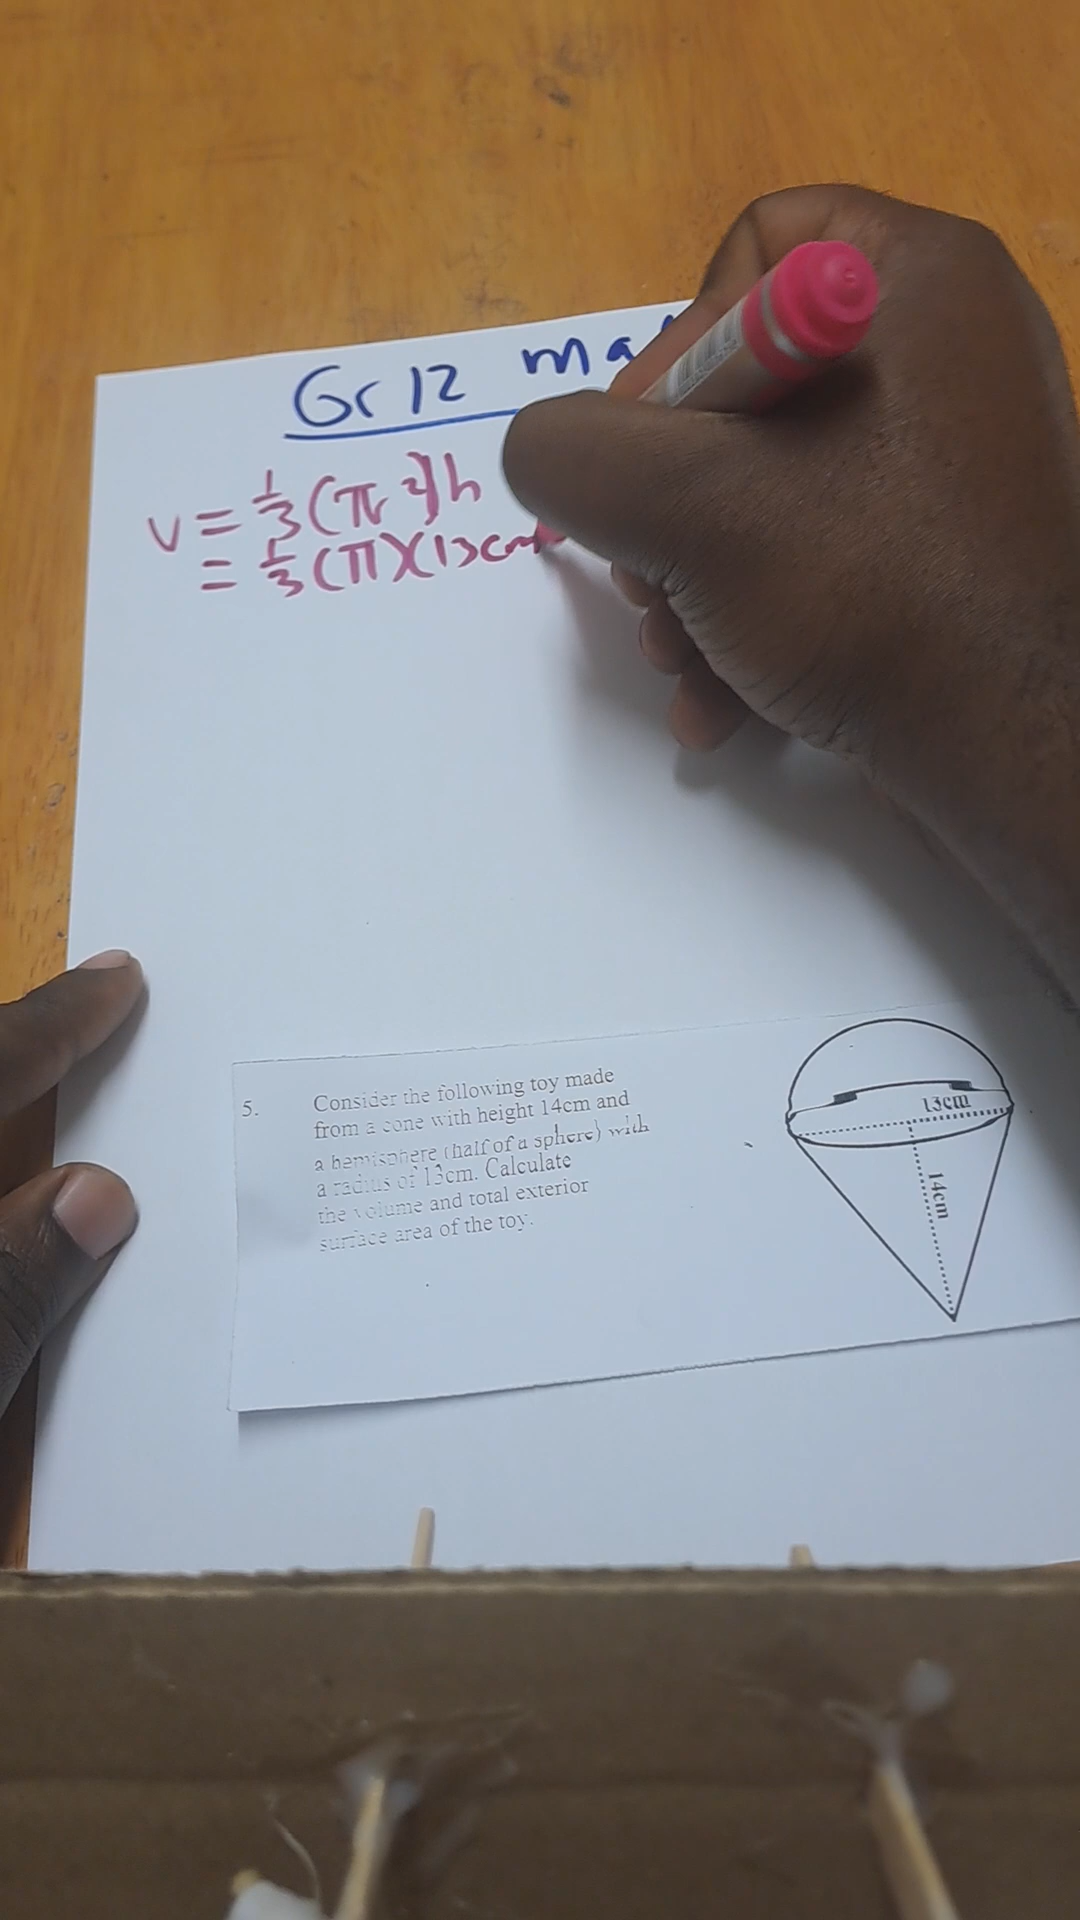 Gr 12 ma
V = 1/3 (πr²)h
= 1/3 (π)(13cm
5. Consider the following toy made
from a cone with height 14cm and
a hemisphere (half of a sphere) with
a radius of 13cm. Calculate
the volume and total exterior
surface area of the toy.
13cm
14cm